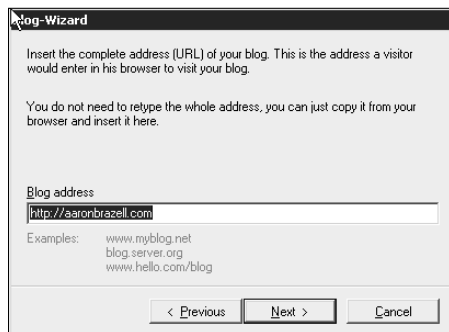 Blog-Wizard
Insert the complete address (URL) of your blog. This is the address a visitor
would enter in his browser to visit your blog.
You do not need to retype the whole address, you can just copy it from your
browser and insert it here.
Blog address
http://aaronbrazell.com
Examples: www.myblog.net
blog.server.org
www.hello.com/blog
< Previous
Next >
Cancel